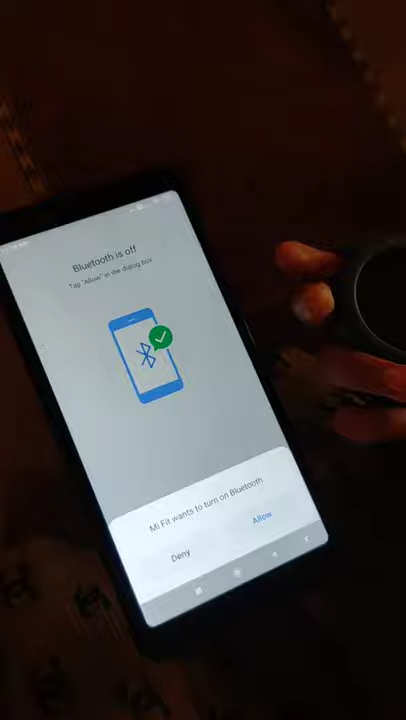 Bluetooth is off
Tap "Allow" in the dialog box
Mi Fit wants to turn on Bluetooth
Deny
Allow